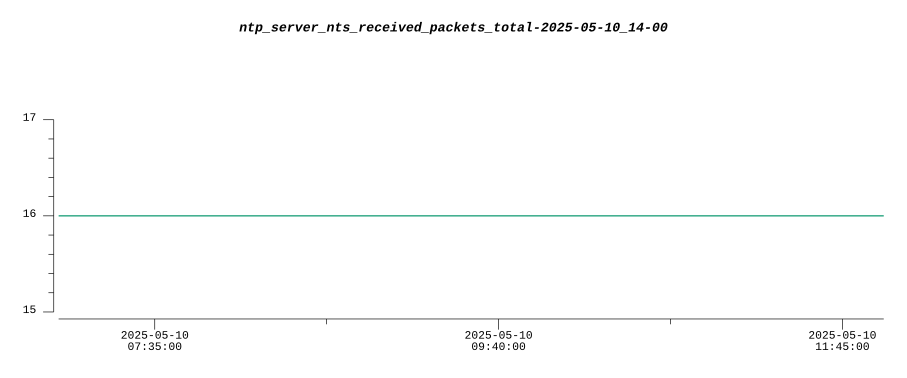 ntp_server_nts_received_packets_total-2025-05-10_14-00
17
16
15
2025-05-10 2025-05-10 2025-05-10
07:35:00 09:40:00 11:45:00